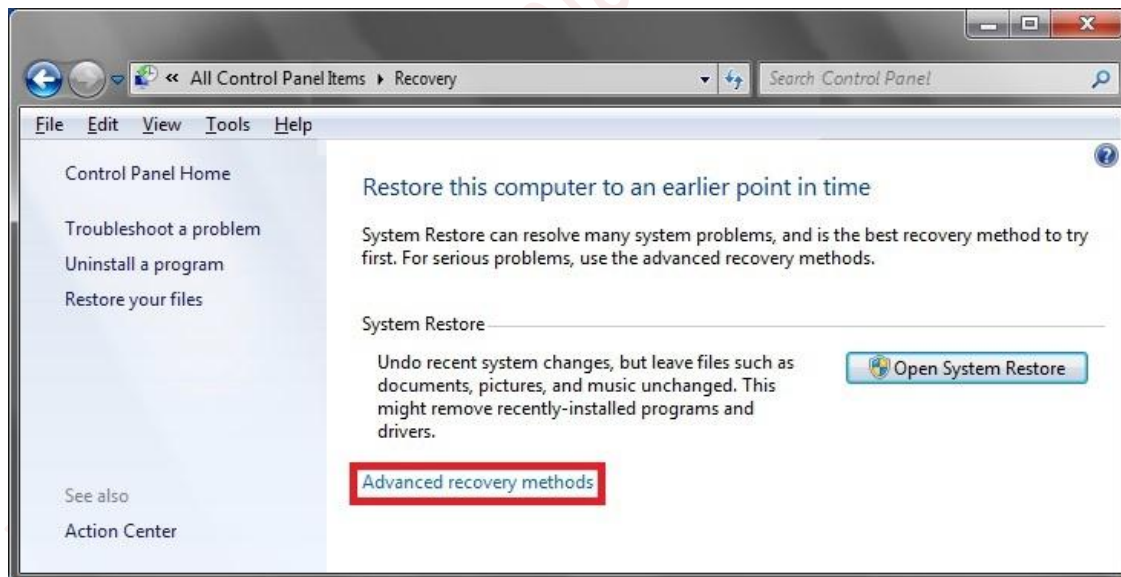 « All Control Panel Items ▸ Recovery
Search Control Panel
File Edit View Tools Help
Control Panel Home
Troubleshoot a problem
Uninstall a program
Restore your files
See also
Action Center
Restore this computer to an earlier point in time
System Restore can resolve many system problems, and is the best recovery method to try
first. For serious problems, use the advanced recovery methods.
System Restore
Undo recent system changes, but leave files such as
documents, pictures, and music unchanged. This
might remove recently-installed programs and
drivers.
Open System Restore
Advanced recovery methods